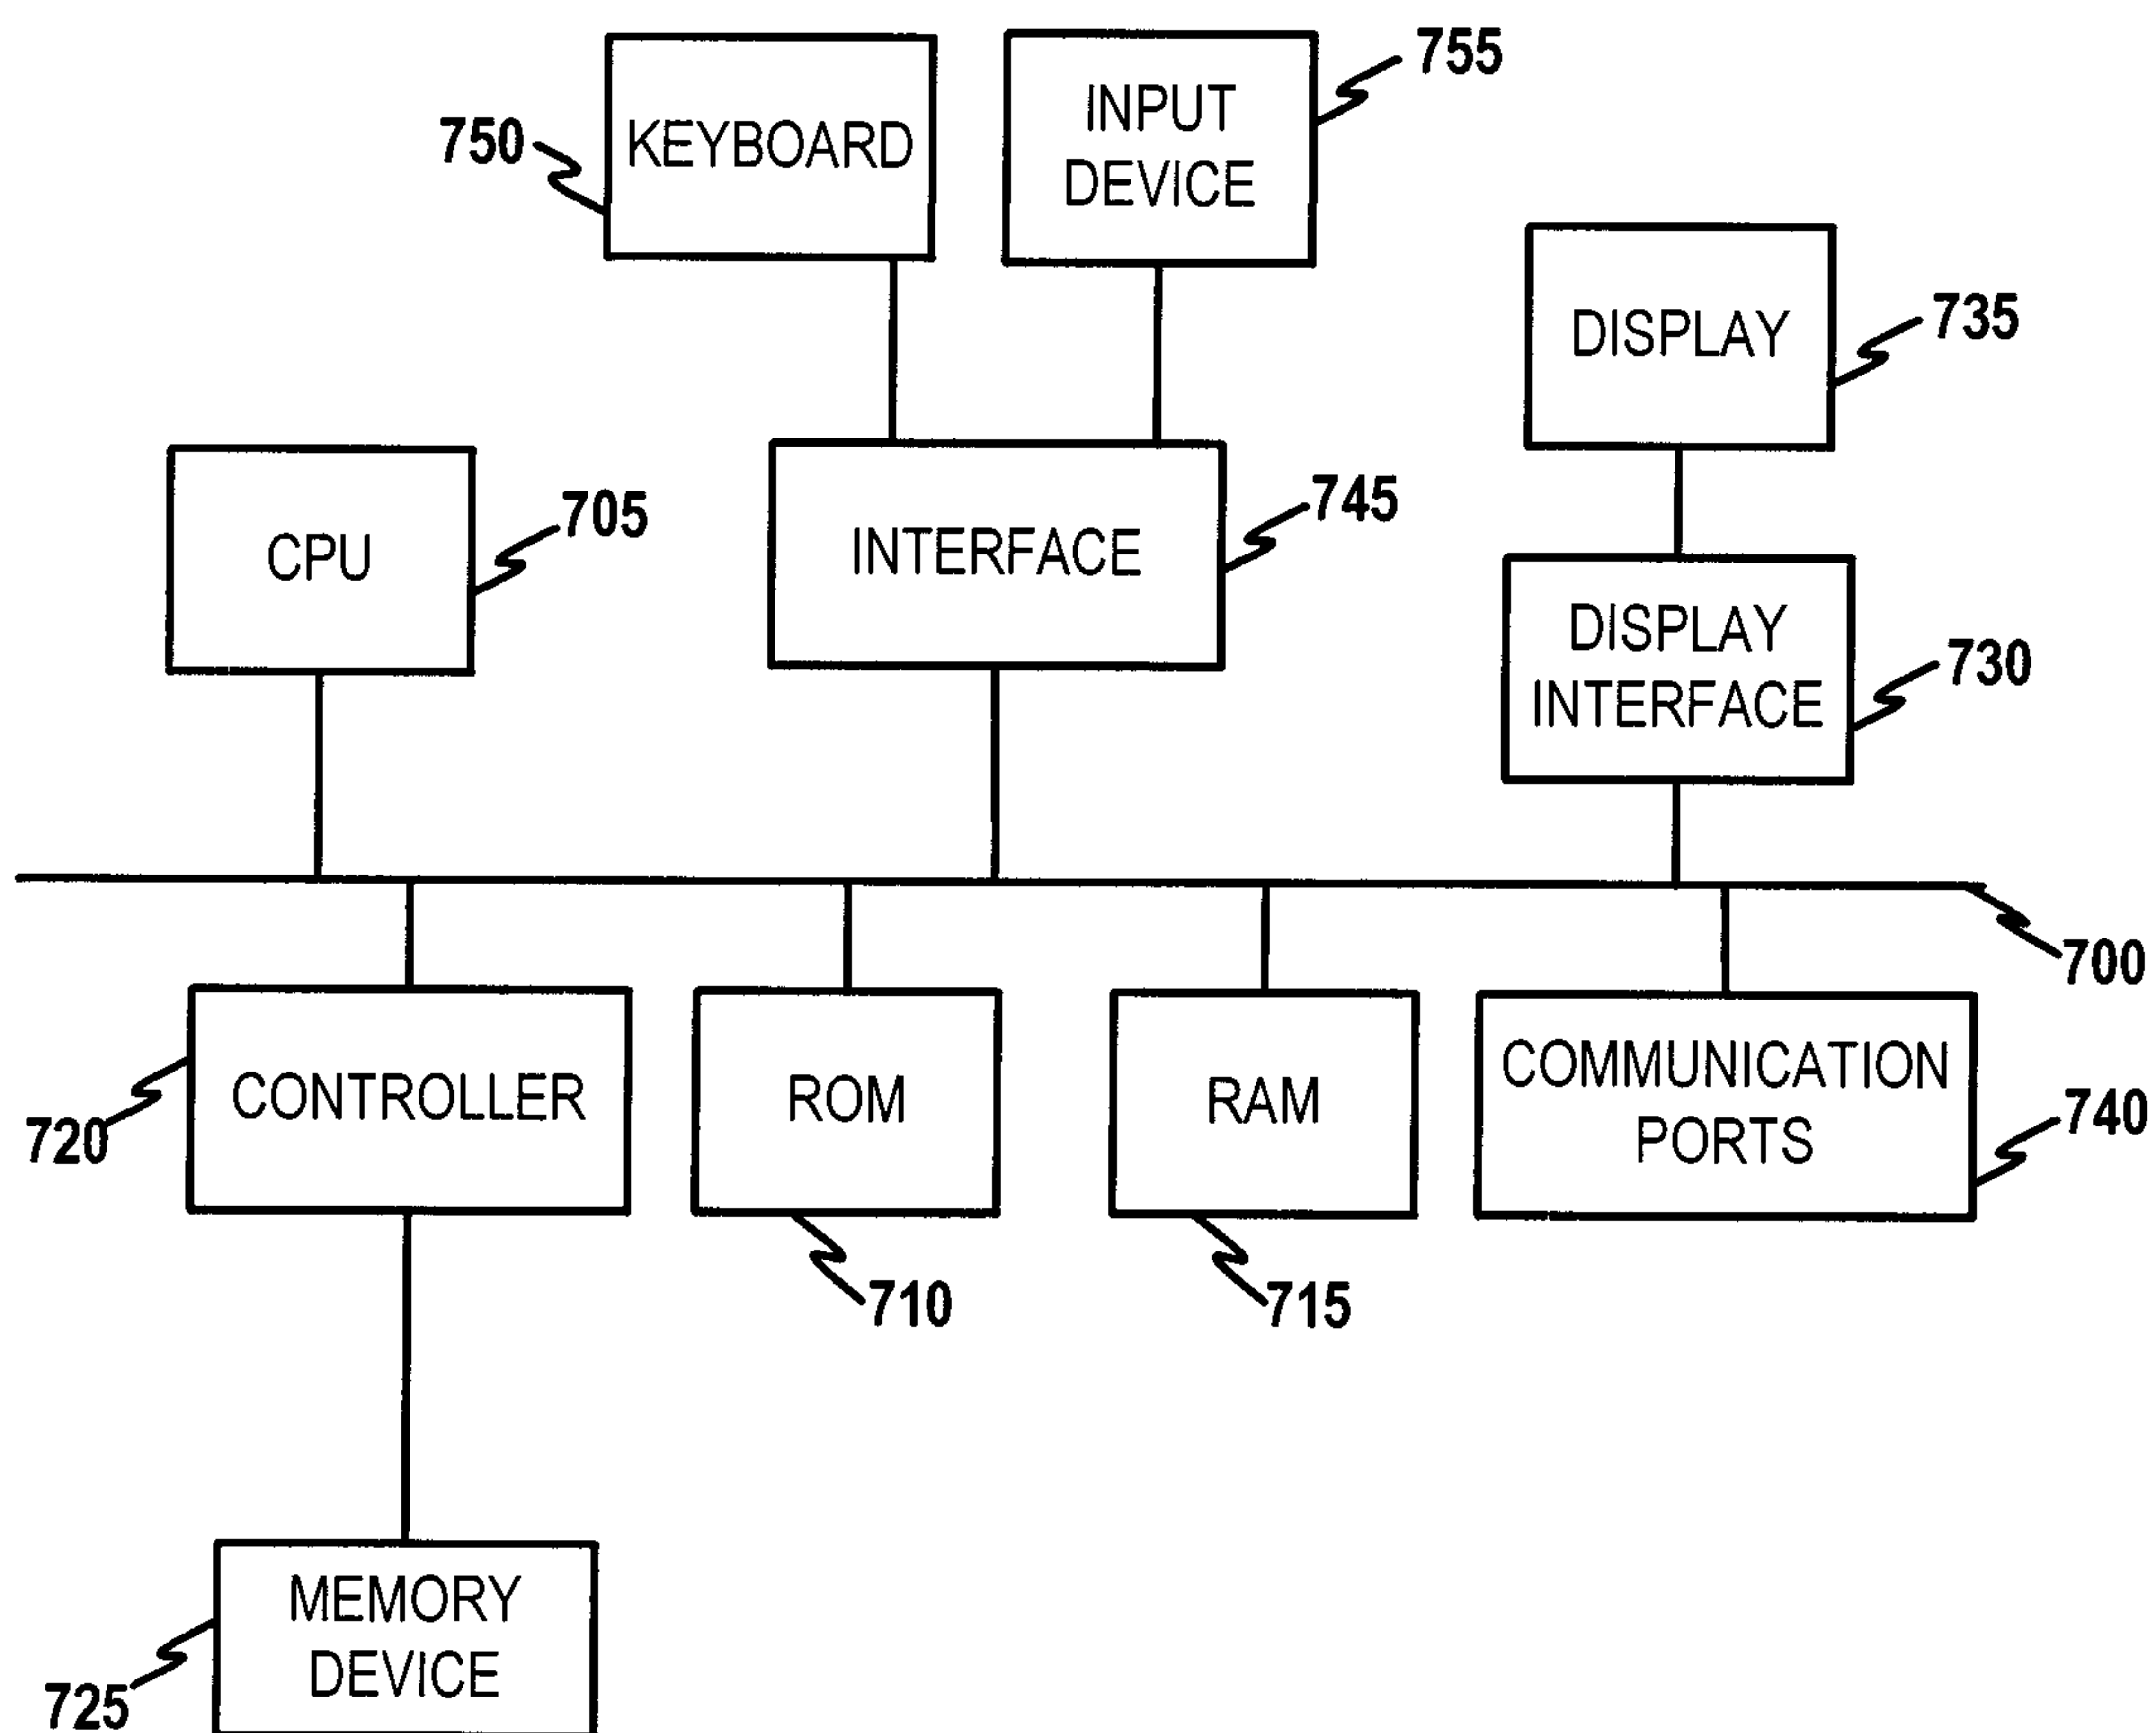 755
INPUT
DEVICE
750
KEYBOARD
735
DISPLAY
705
CPU
745
INTERFACE
DISPLAY
INTERFACE
730
700
720
CONTROLLER
ROM
RAM
COMMUNICATION
PORTS
740
710
715
MEMORY
DEVICE
725